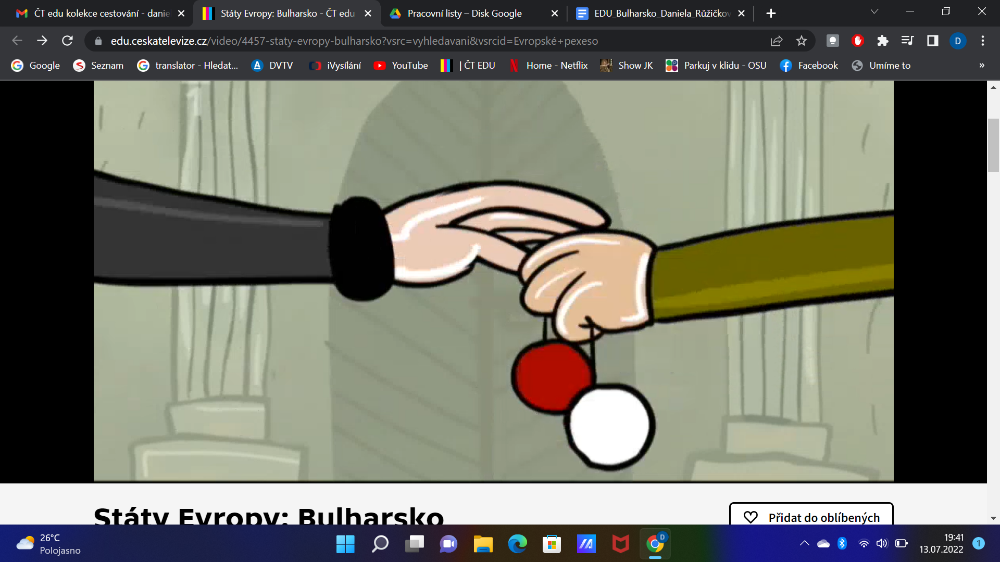 ČT edu kolekce cestování - danie
Státy Evropy: Bulharsko - ČT edu
Pracovní listy – Disk Google
EDU_Bulharsko_Daniela_Růžičkov
edu.ceskatelevize.cz/video/4457-staty-evropy-bulharsko?vsrc=vyhledavani&vsrcid=Evropské+pexeso
D
Google
Seznam
translator - Hledat...
DVTV
iVysílání
YouTube
| ČT EDU
Home - Netflix
Show JK
Parkuj v klidu - OSU
Facebook
Umíme to
»
Státy Evropy: Bulharsko
Přidat do oblíbených
26°C
Polojasno
D
19:41
13.07.2022
1